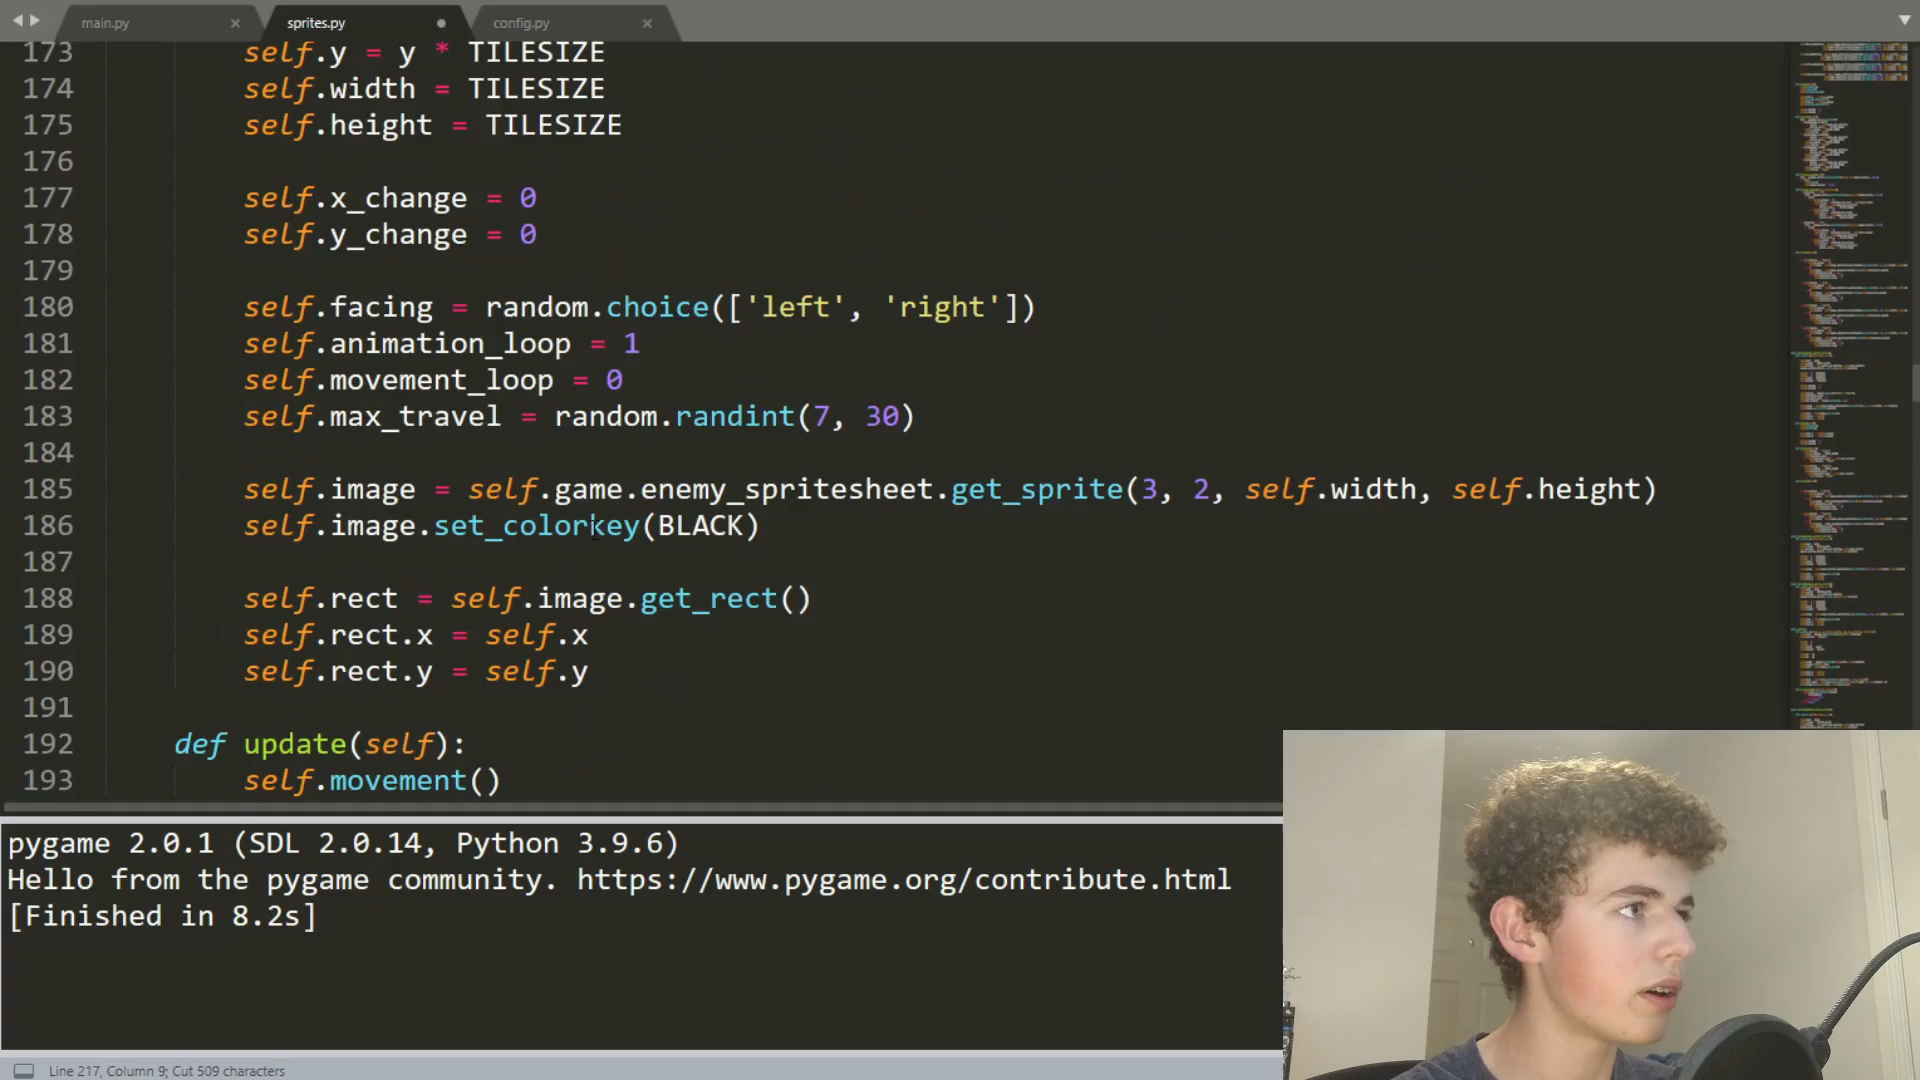 main.py
sprites.py
config.py
173 self.y = y * TILESIZE
174 self.width = TILESIZE
175 self.height = TILESIZE
176
177 self.x_change = 0
178 self.y_change = 0
179
180 self.facing = random.choice(['left', 'right'])
181 self.animation_loop = 1
182 self.movement_loop = 0
183 self.max_travel = random.randint(7, 30)
184
185 self.image = self.game.enemy_spritesheet.get_sprite(3, 2, self.width, self.height)
186 self.image.set_colorkey(BLACK)
187
188 self.rect = self.image.get_rect()
189 self.rect.x = self.x
190 self.rect.y = self.y
191
192 def update(self):
193 self.movement()
pygame 2.0.1 (SDL 2.0.14, Python 3.9.6)
Hello from the pygame community. https://www.pygame.org/contribute.html
[Finished in 8.2s]
Line 217, Column 9; Cut 509 characters